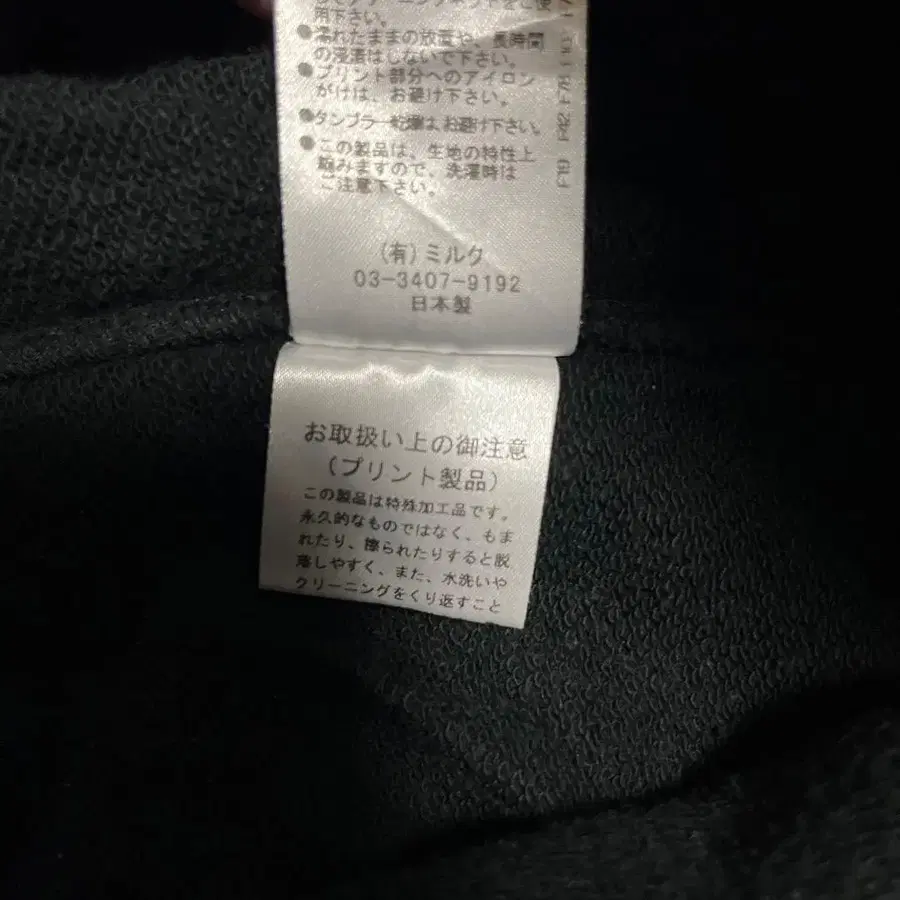 用下さい。
●濡れたままの放置や、長時間
の浸漬はしないで下さい。
●プリント部分へのアイロン
がけは、お避け下さい。
●タンブラー乾燥は、お避け下さい。
●この製品は、生地の特性上
縮みますので、洗濯時は
ご注意下さい。
(有)ミルク
03-3407-9192
日本製
F19 F42 F78
お取扱い上の御注意
(プリント製品)
この製品は特殊加工品です。
永久的なものではなく、もま
れたり、擦られたりすると脱
落しやすく、また、水洗いや
クリーニングをくり返すこと